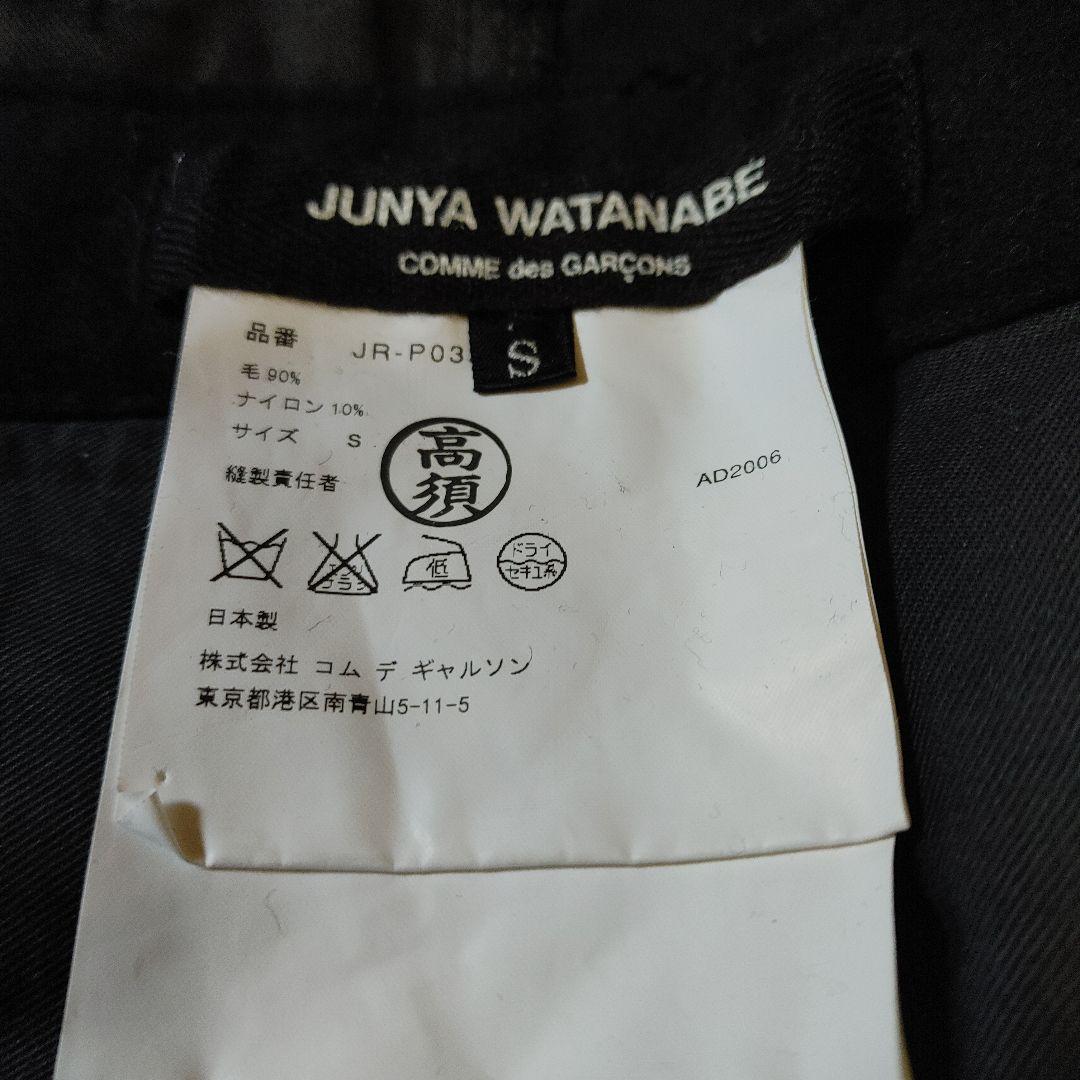 JUNYA WATANABE
COMME des GARÇONS
S
品番 JR-P03
毛 90%
ナイロン 10%
サイズ S
縫製責任者 高須
AD2006
低
ドライ
セキユ系
日本製
株式会社 コム デ ギャルソン
東京都港区南青山5-11-5